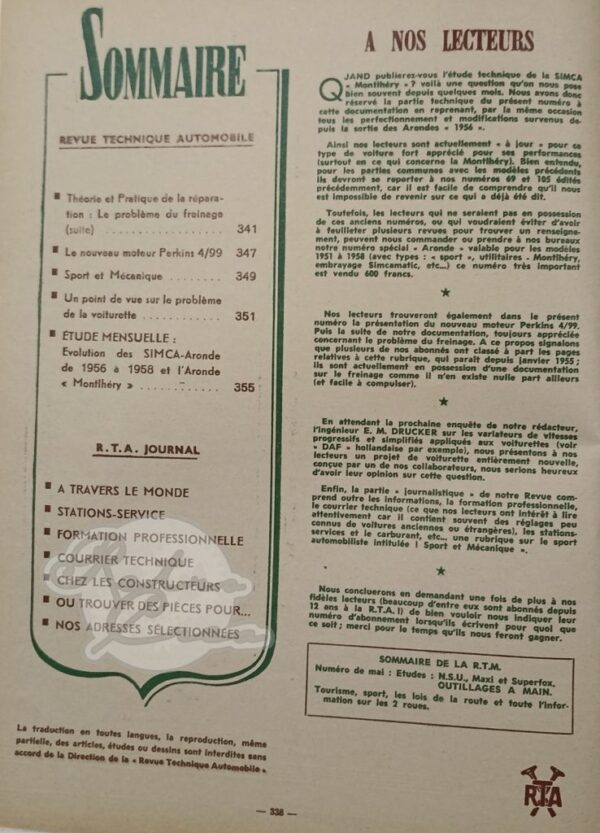 SOMMAIRE
REVUE TECHNIQUE AUTOMOBILE
Théorie et Pratique de la répara-
tion : Le problème du freinage
(suite) ........ 341
Le nouveau moteur Perkins 4/99 347
Sport et Mécanique ......... 349
Un point de vue sur le problème
de la voiturette ............ 351
ÉTUDE MENSUELLE :
Evolution des SIMCA-Aronde
de 1956 à 1958 et l'Aronde
« Montlhéry » ............ 355
R.T.A. JOURNAL
A TRAVERS LE MONDE
STATIONS-SERVICE
FORMATION PROFESSIONNELLE
COURRIER TECHNIQUE
CHEZ LES CONSTRUCTEURS
OU TROUVER DES PIÈCES POUR...
NOS ADRESSES SÉLECTIONNÉES
La traduction en toutes langues, la reproduction, même
partielle, des articles, études ou dessins sont interdites sans
accord de la Direction de la « Revue Technique Automobile ».
A NOS LECTEURS
QUAND publierez-vous l'étude technique de la SIMCA
« Montlhéry » ? voilà une question qu'on nous pose
bien souvent depuis quelques mois. Nous avons donc
réservé la partie technique du présent numéro à
cette documentation en reprenant, par la même occasion
tous les perfectionnement et modifications survenus de-
puis la sortie des Arondes « 1956 ».
Ainsi nos lecteurs sont actuellement « à jour » pour ce
type de voiture fort apprécié pour ses performances
(surtout en ce qui concerne la Montlhéry). Bien entendu,
pour les parties communes avec les modèles précédents
ils devront se reporter à nos numéros 69 et 105 édités
précédemment, car il est facile de comprendre qu'il nous
est impossible de revenir sur ce qui a déjà été dit.
Toutefois, les lecteurs qui ne seraient pas en possession
de ces anciens numéros, ou qui voudraient éviter d'avoir
à feuilleter plusieurs revues pour trouver un renseigne-
ment, peuvent nous commander ou prendre à nos bureaux
notre numéro spécial « Aronde » valable pour les modèles
1951 à 1958 (avec types : « sport », utilitaires - Montlhéry,
embrayage Simcamatic, etc...) ce numéro très important
est vendu 600 francs.
Nos lecteurs trouveront également dans le présent
numéro la présentation du nouveau moteur Perkins 4/99.
Puis la suite de notre documentation, toujours appréciée
concernant le problème du freinage. A ce propos signalons
que plusieurs de nos abonnés ont classé à part les pages
relatives à cette rubrique, qui paraît depuis janvier 1955 ;
ils sont actuellement en possession d'une documentation
sur le freinage comme il n'en existe nulle part ailleurs
(et facile à compulser).
En attendant la prochaine enquête de notre rédacteur,
l'ingénieur E. M. DRUCKER sur les variateurs de vitesses
progressifs et simplifiés appliqués aux voiturettes (voir
« DAF » hollandaise par exemple), nous présentons à nos
lecteurs un projet de voiturette entièrement nouvelle,
conçue par un de nos collaborateurs, nous serions heureux
d'avoir leur opinion sur cette question.
Enfin, la partie « journalistique » de notre Revue com-
prend outre les informations, la formation professionnelle,
le courrier technique (ce que nos lecteurs ont intérêt à lire
attentivement car il contient souvent des réglages peu
connus de voitures anciennes ou étrangères), les stations-
services et le carburant, etc... une rubrique sur le sport
automobiliste intitulée ! Sport et Mécanique ».
Nous concluerons en demandant une fois de plus à nos
fidèles lecteurs (beaucoup d'entre eux sont abonnés depuis
12 ans à la R.T.A. !) de bien vouloir nous indiquer leur
numéro d'abonnement lorsqu'ils écrivent pour quoi que
ce soit ; merci pour le temps qu'ils nous feront gagner.
SOMMAIRE DE LA R.T.M.
Numéro de mai : Etudes : N.S.U., Maxi et Superfox.
OUTILLAGES A MAIN.
Tourisme, sport, les lois de la route et toute l'infor-
mation sur les 2 roues.
RTA
— 338 —